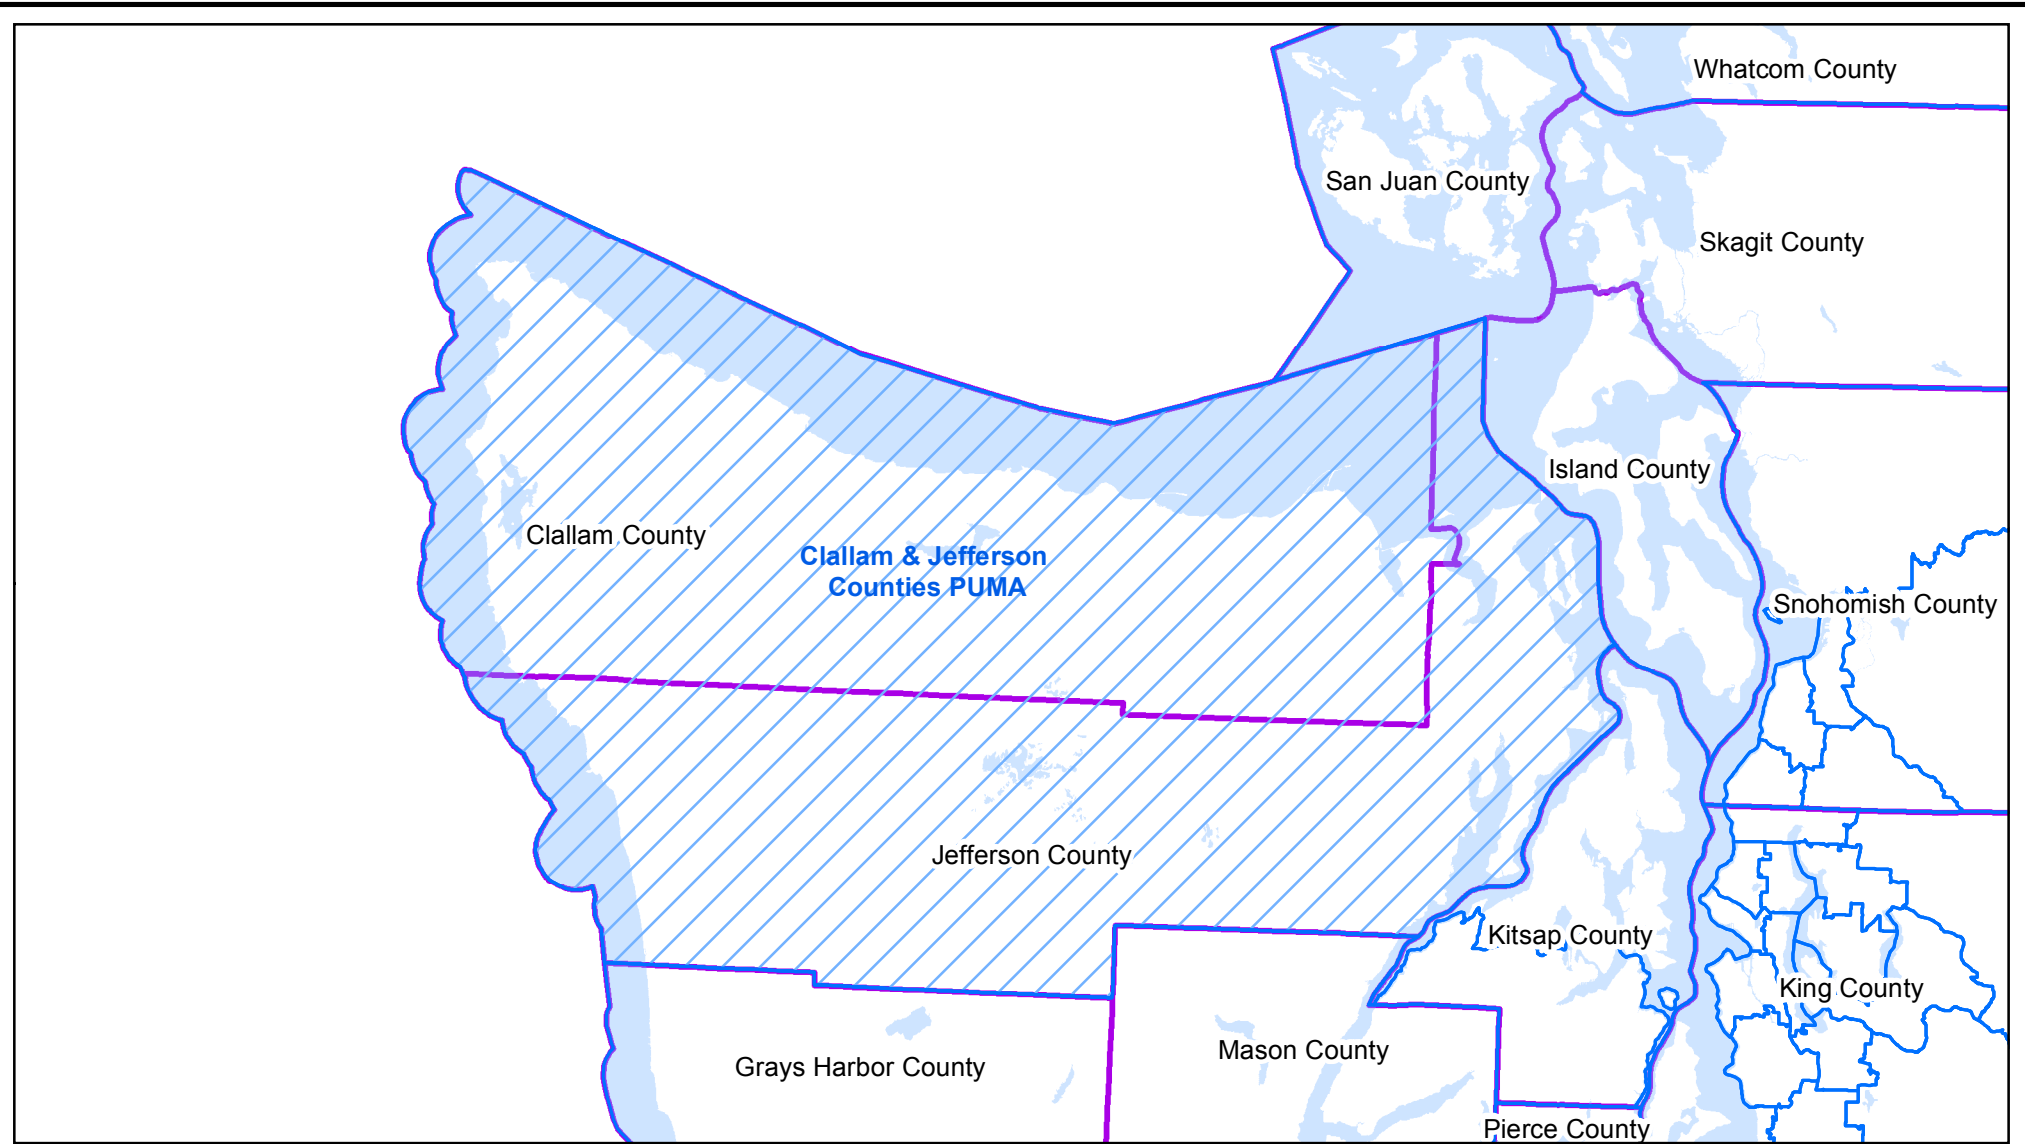 Whatcom County
San Juan County
Skagit County
Island County
Clallam County
Clallam & Jefferson
Counties PUMA
Snohomish County
Jefferson County
Kitsap County
King County
Mason County
Grays Harbor County
Pierce County